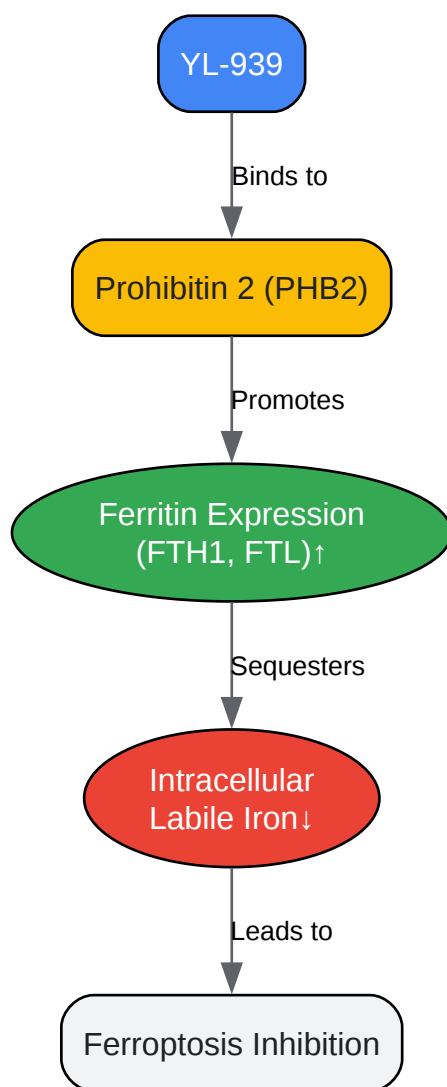 YL-939
Binds to
Prohibitin 2 (PHB2)
Promotes
Ferritin Expression
(FTH1, FTL)↑
Sequesters
Intracellular
Labile Iron↓
Leads to
Ferroptosis Inhibition